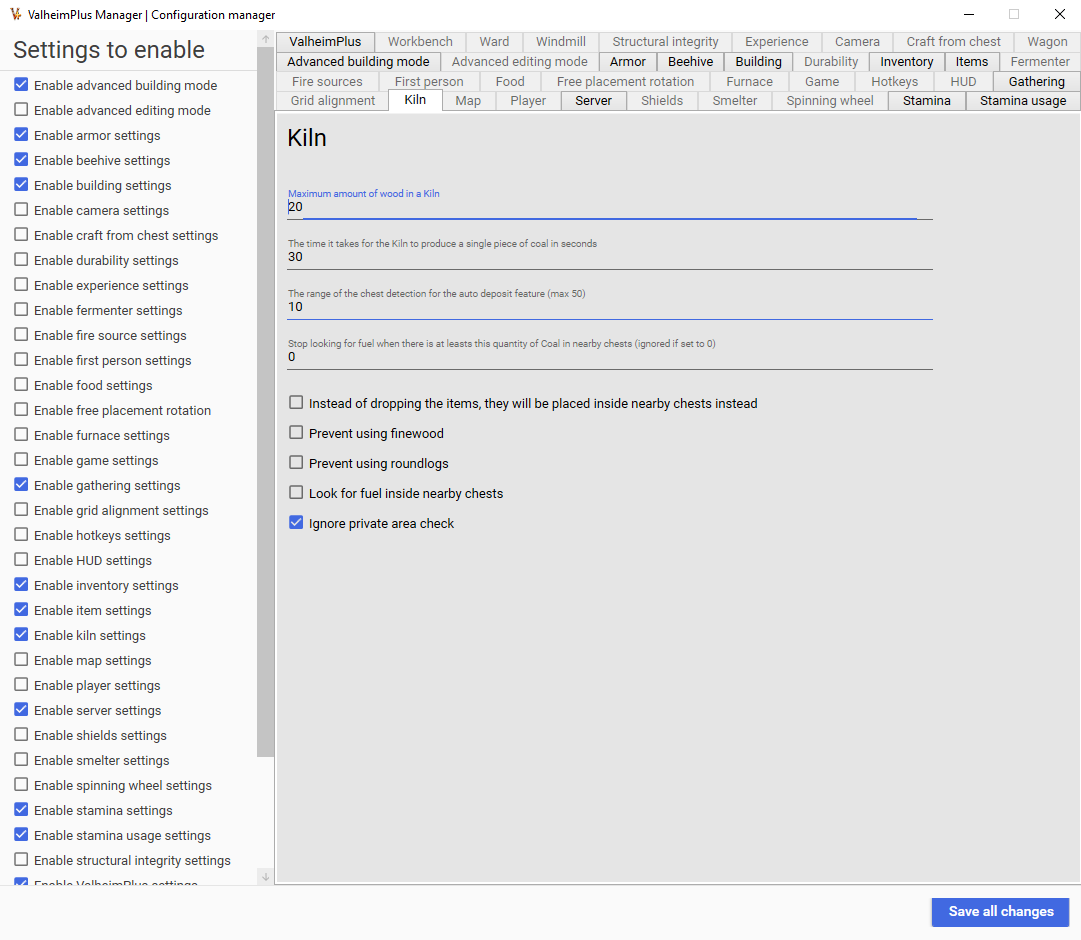 ValheimPlus Manager | Configuration manager
Settings to enable
Enable advanced building mode
Enable advanced editing mode
Enable armor settings
Enable beehive settings
Enable building settings
Enable camera settings
Enable craft from chest settings
Enable durability settings
Enable experience settings
Enable fermenter settings
Enable fire source settings
Enable first person settings
Enable food settings
Enable free placement rotation
Enable furnace settings
Enable game settings
Enable gathering settings
Enable grid alignment settings
Enable hotkeys settings
Enable HUD settings
Enable inventory settings
Enable item settings
Enable kiln settings
Enable map settings
Enable player settings
Enable server settings
Enable shields settings
Enable smelter settings
Enable spinning wheel settings
Enable stamina settings
Enable stamina usage settings
Enable structural integrity settings
Enable ValheimPlus settings
ValheimPlus Workbench Ward Windmill Structural integrity Experience Camera Craft from chest Wagon
Advanced building mode Advanced editing mode Armor Beehive Building Durability Inventory Items Fermenter
Fire sources First person Food Free placement rotation Furnace Game Hotkeys HUD Gathering
Grid alignment Kiln Map Player Server Shields Smelter Spinning wheel Stamina Stamina usage
Kiln
Maximum amount of wood in a Kiln
20
The time it takes for the Kiln to produce a single piece of coal in seconds
30
The range of the chest detection for the auto deposit feature (max 50)
10
Stop looking for fuel when there is at leasts this quantity of Coal in nearby chests (ignored if set to 0)
0
Instead of dropping the items, they will be placed inside nearby chests instead
Prevent using finewood
Prevent using roundlogs
Look for fuel inside nearby chests
Ignore private area check
Save all changes